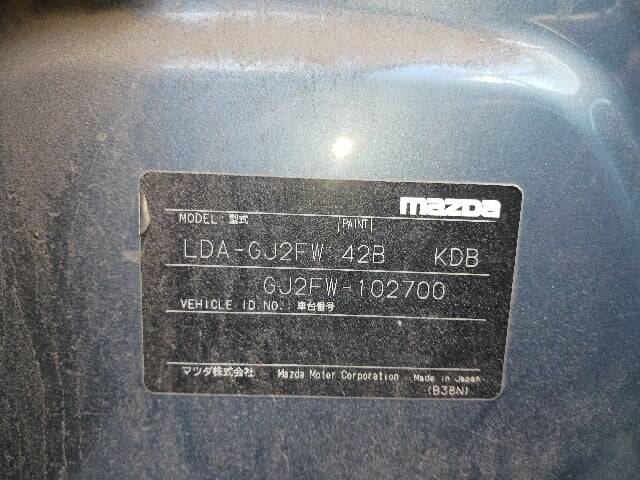 mazda
MODEL:型式 PAINT
LDA-GJ2FW 42B KDB
GJ2FW-102700
VEHICLE ID.NO.:車台番号
マツダ株式会社 Mazda Motor Corporation Made in Japan
(B38N)